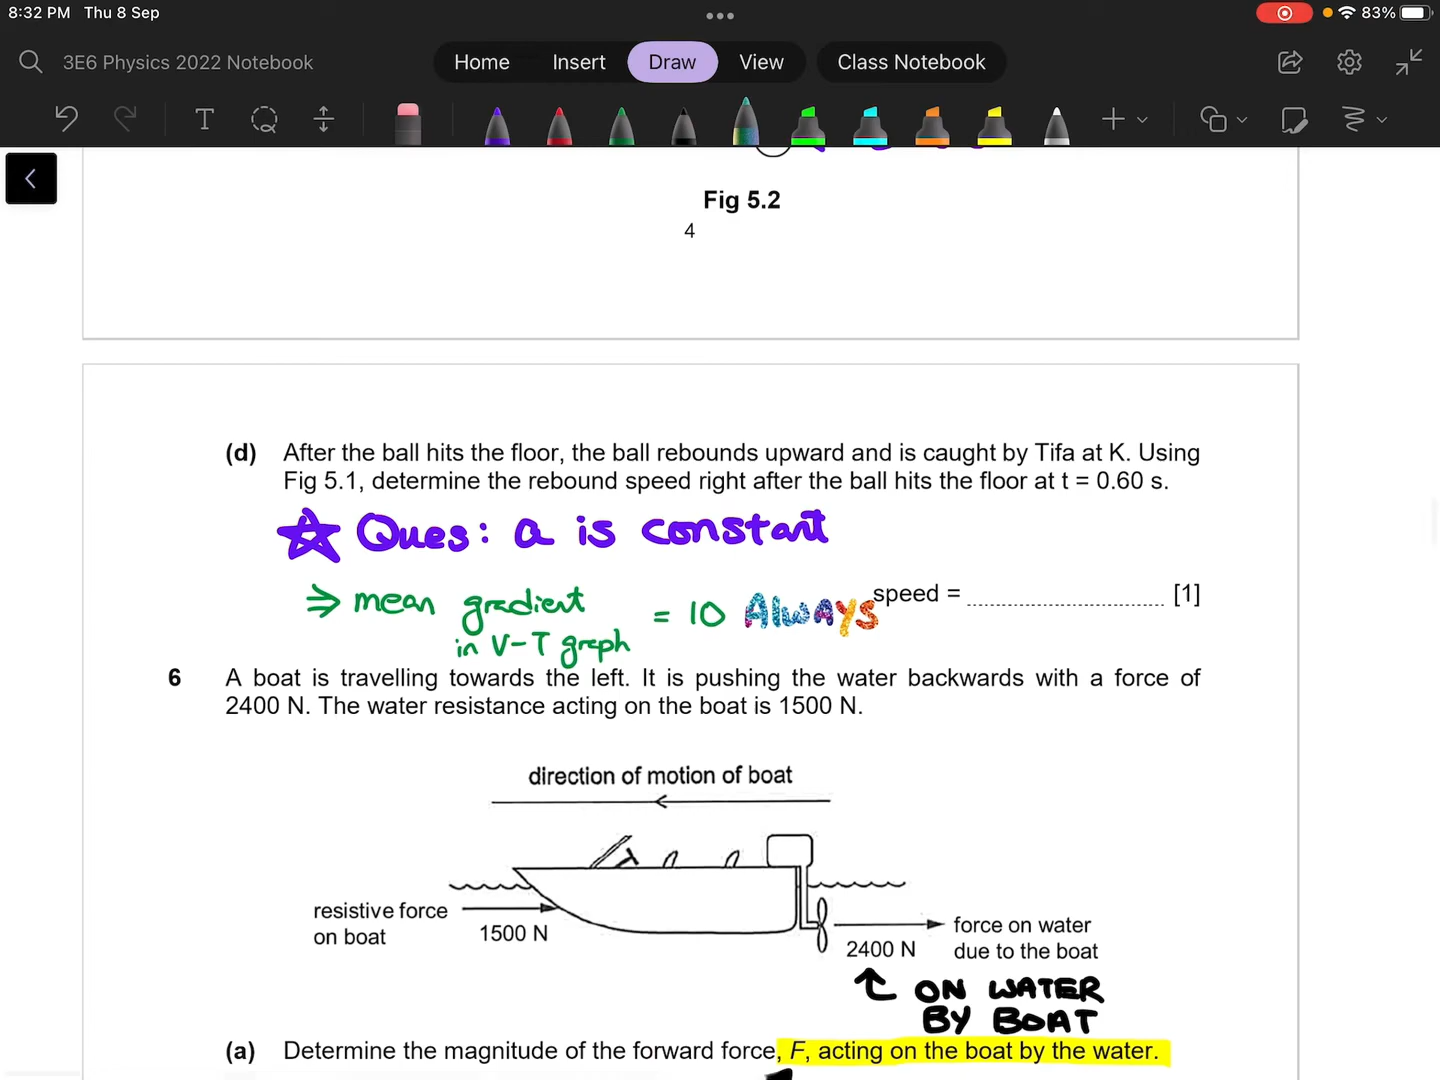 8:32 PM Thu 8 Sep
83%
3E6 Physics 2022 Notebook
Home Insert Draw View Class Notebook
T
Fig 5.2
4
(d) After the ball hits the floor, the ball rebounds upward and is caught by Tifa at K. Using
Fig 5.1, determine the rebound speed right after the ball hits the floor at t = 0.60 s.
☆ Ques: a is constant
⇒ mean gradient = 10 Always
in V-T graph
speed = ............................ [1]
6 A boat is travelling towards the left. It is pushing the water backwards with a force of
2400 N. The water resistance acting on the boat is 1500 N.
direction of motion of boat
resistive force
on boat
1500 N
2400 N
force on water
due to the boat
↑ ON WATER
BY BOAT
(a) Determine the magnitude of the forward force, F, acting on the boat by the water.